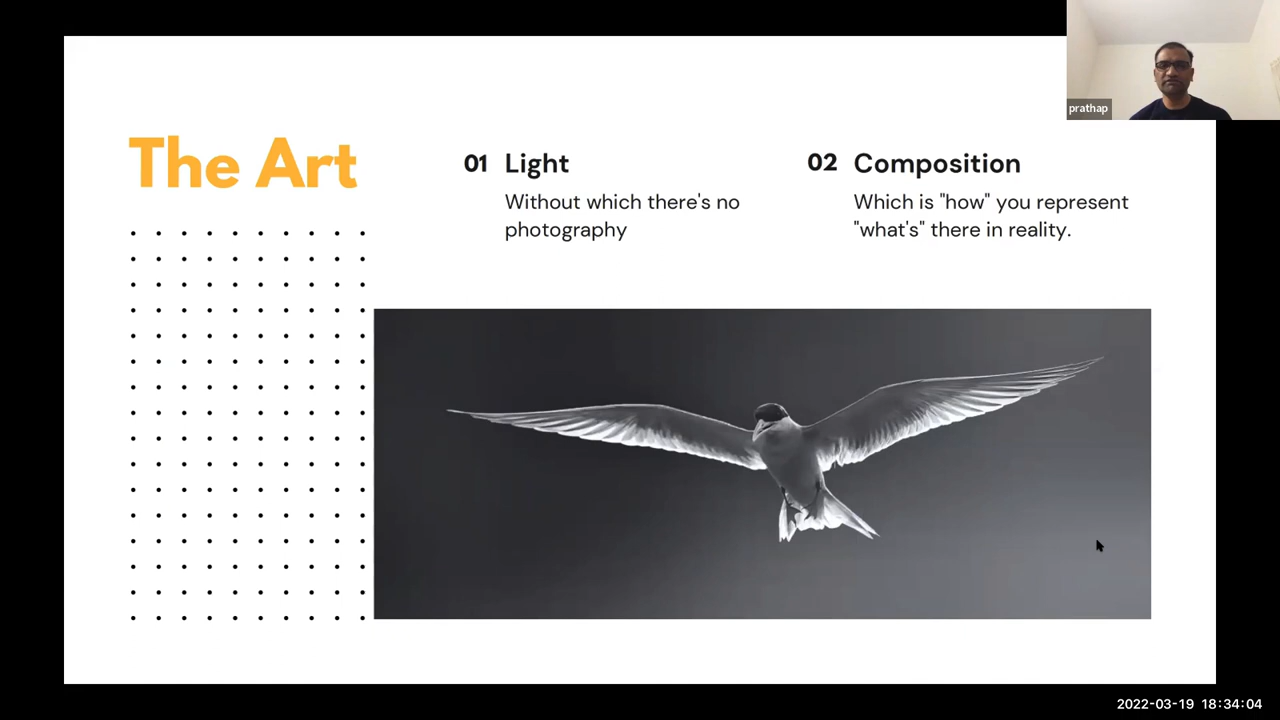 The Art
01 Light
Without which there's no
photography
02 Composition
Which is "how" you represent
"what's" there in reality.
prathap
2022-03-19 18:34:04